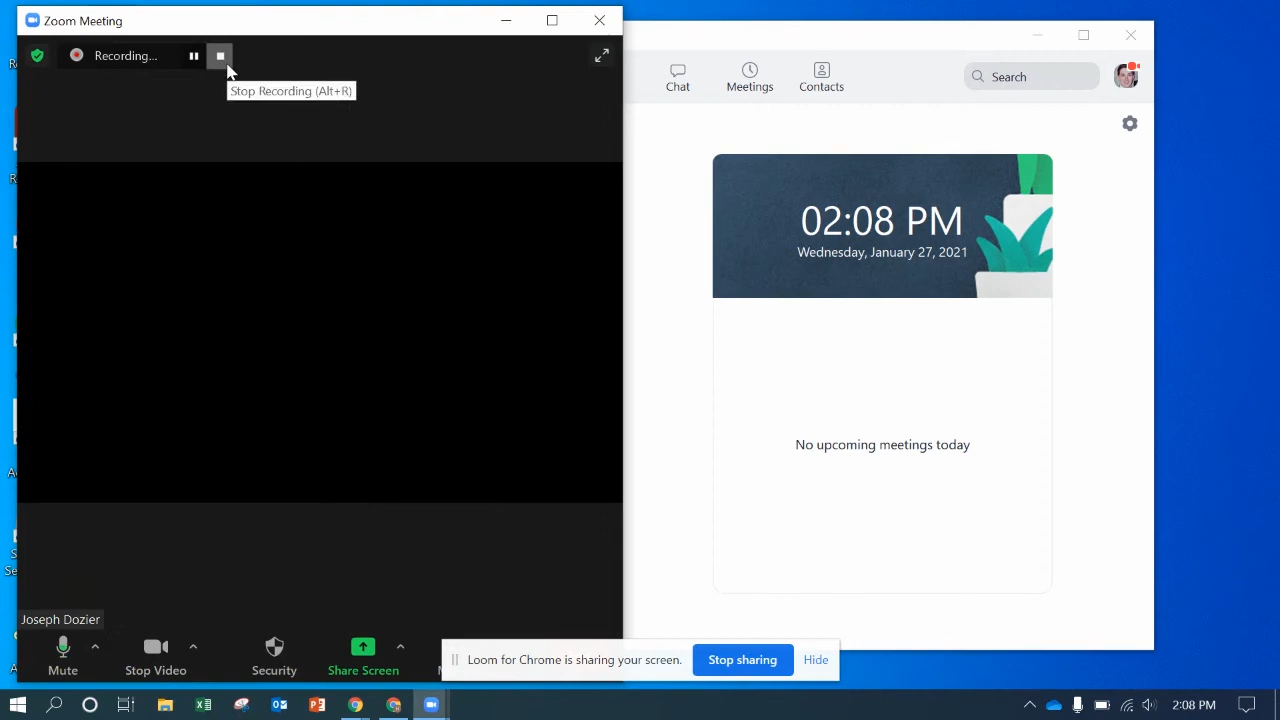 Zoom Meeting
Recording...
Stop Recording (Alt+R)
Chat
Meetings
Contacts
Search
02:08 PM
Wednesday, January 27, 2021
No upcoming meetings today
Joseph Dozier
Mute
Stop Video
Security
Share Screen
Loom for Chrome is sharing your screen.
Stop sharing
Hide
2:08 PM